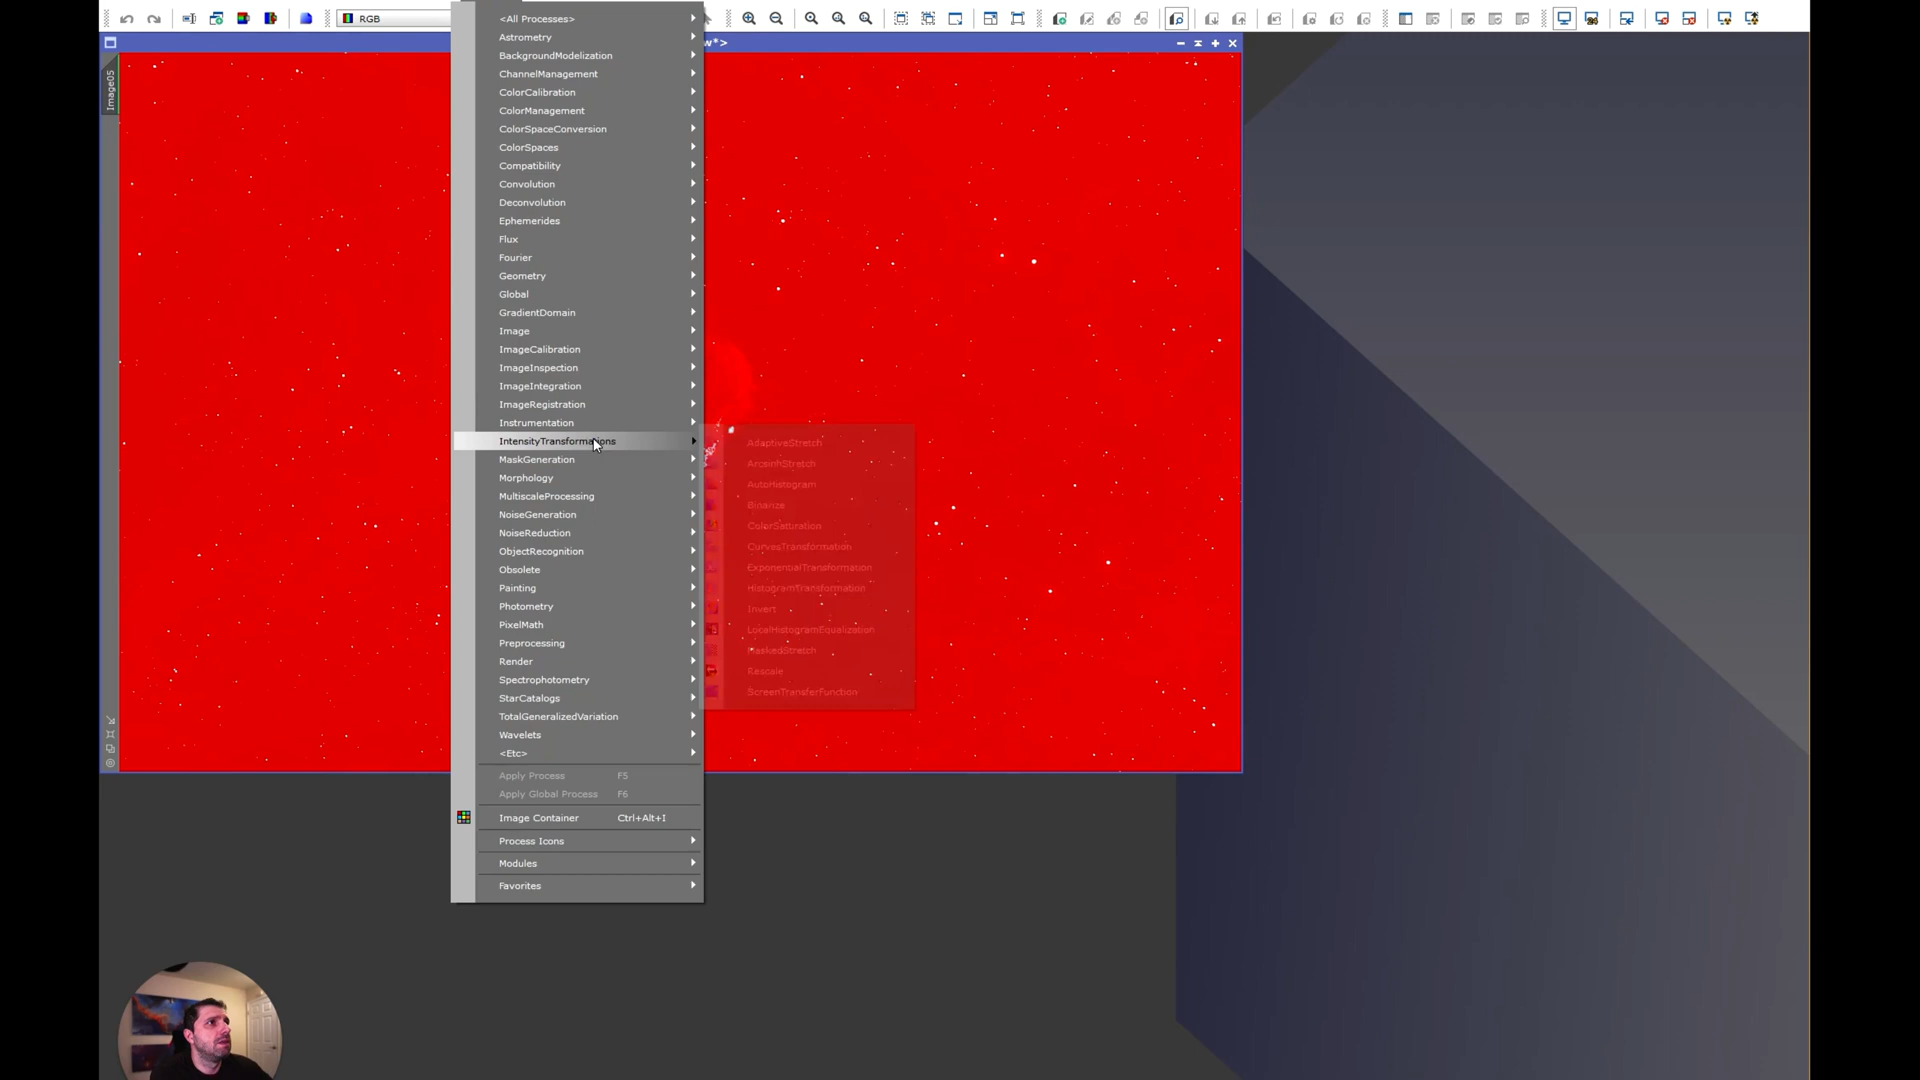 RGB
w*>
Image05
<All Processes>
Astrometry
BackgroundModelization
ChannelManagement
ColorCalibration
ColorManagement
ColorSpaceConversion
ColorSpaces
Compatibility
Convolution
Deconvolution
Ephemerides
Flux
Fourier
Geometry
Global
GradientDomain
Image
ImageCalibration
ImageInspection
ImageIntegration
ImageRegistration
Instrumentation
IntensityTransformations
MaskGeneration
Morphology
MultiscaleProcessing
NoiseGeneration
NoiseReduction
ObjectRecognition
Obsolete
Painting
Photometry
PixelMath
Preprocessing
Render
Spectrophotometry
StarCatalogs
TotalGeneralizedVariation
Wavelets
<Etc>
Apply Process F5
Apply Global Process F6
Image Container Ctrl+Alt+I
Process Icons
Modules
Favorites
AdaptiveStretch
ArcsinhStretch
AutoHistogram
Binarize
ColorSaturation
CurvesTransformation
ExponentialTransformation
HistogramTransformation
Invert
LocalHistogramEqualization
MaskedStretch
Rescale
ScreenTransferFunction